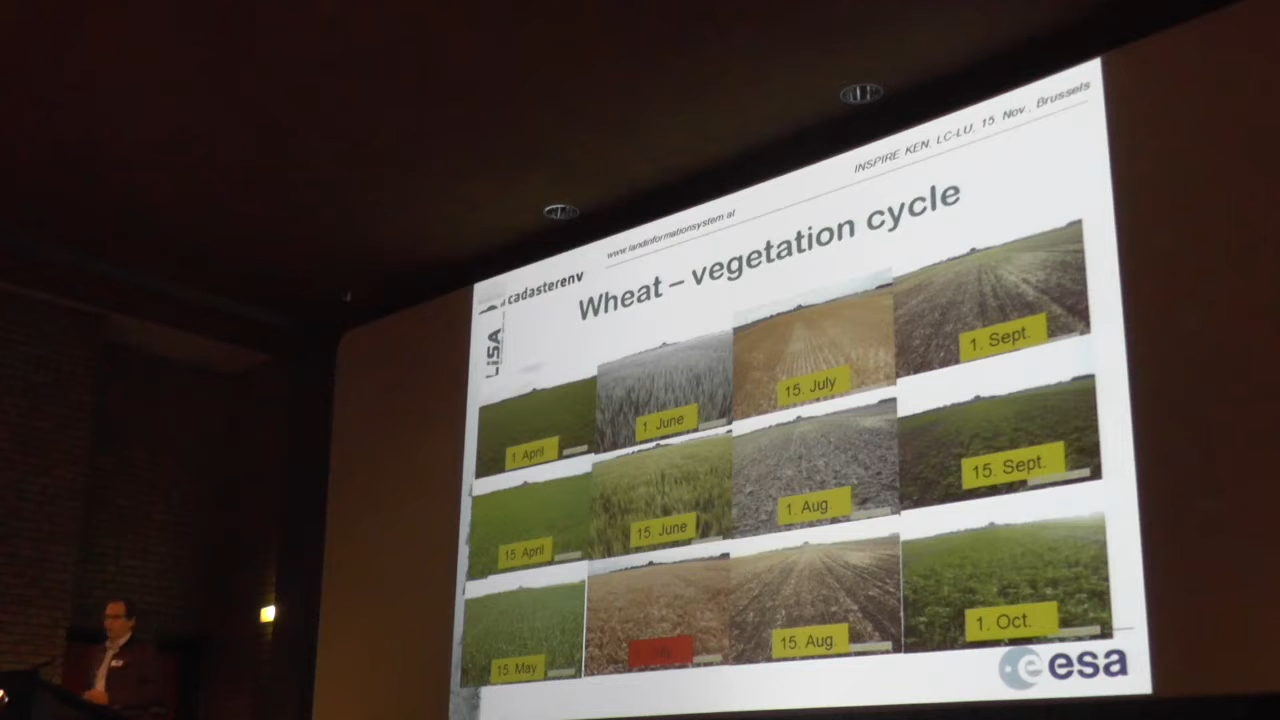 INSPIRE KEN, LC-LU, 15. Nov., Brussels
www.landinformationsystem.at
cadasterenv
LISA
Wheat – vegetation cycle
1. April
1. June
15. July
1. Sept.
15. April
15. June
1. Aug.
15. Sept.
15. May
15. Aug.
1. Oct.
esa